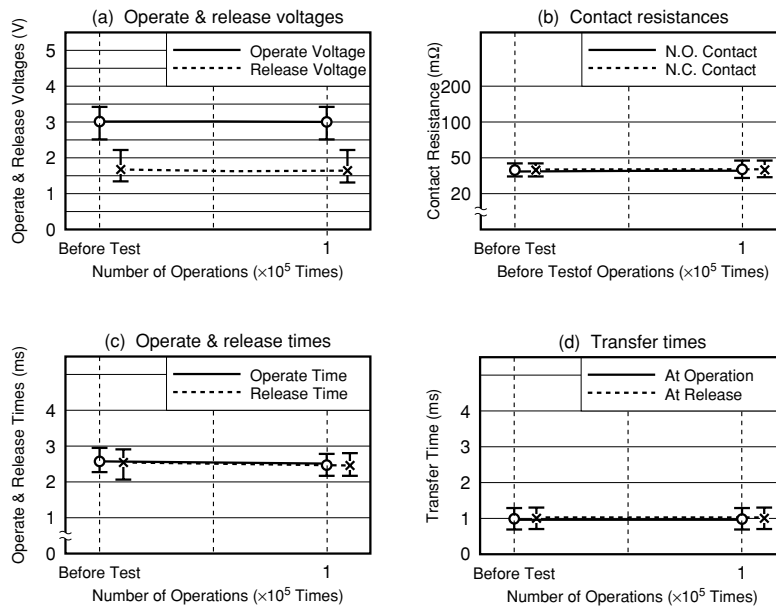 (a) Operate & release voltages
Operate & Release Voltages (V)
5
4
3
2
1
0
Operate Voltage
Release Voltage
Before Test
1
Number of Operations (×10⁵ Times)
(b) Contact resistances
Contact Resistance (mΩ)
200
100
50
20
N.O. Contact
N.C. Contact
Before Test
1
Before Testof Operations (×10⁵ Times)
(c) Operate & release times
Operate & Release Times (ms)
4
3
2
1
0
Operate Time
Release Time
Before Test
1
Number of Operations (×10⁵ Times)
(d) Transfer times
Transfer Time (ms)
4
3
2
1
0
At Operation
At Release
Before Test
1
Number of Operations (×10⁵ Times)